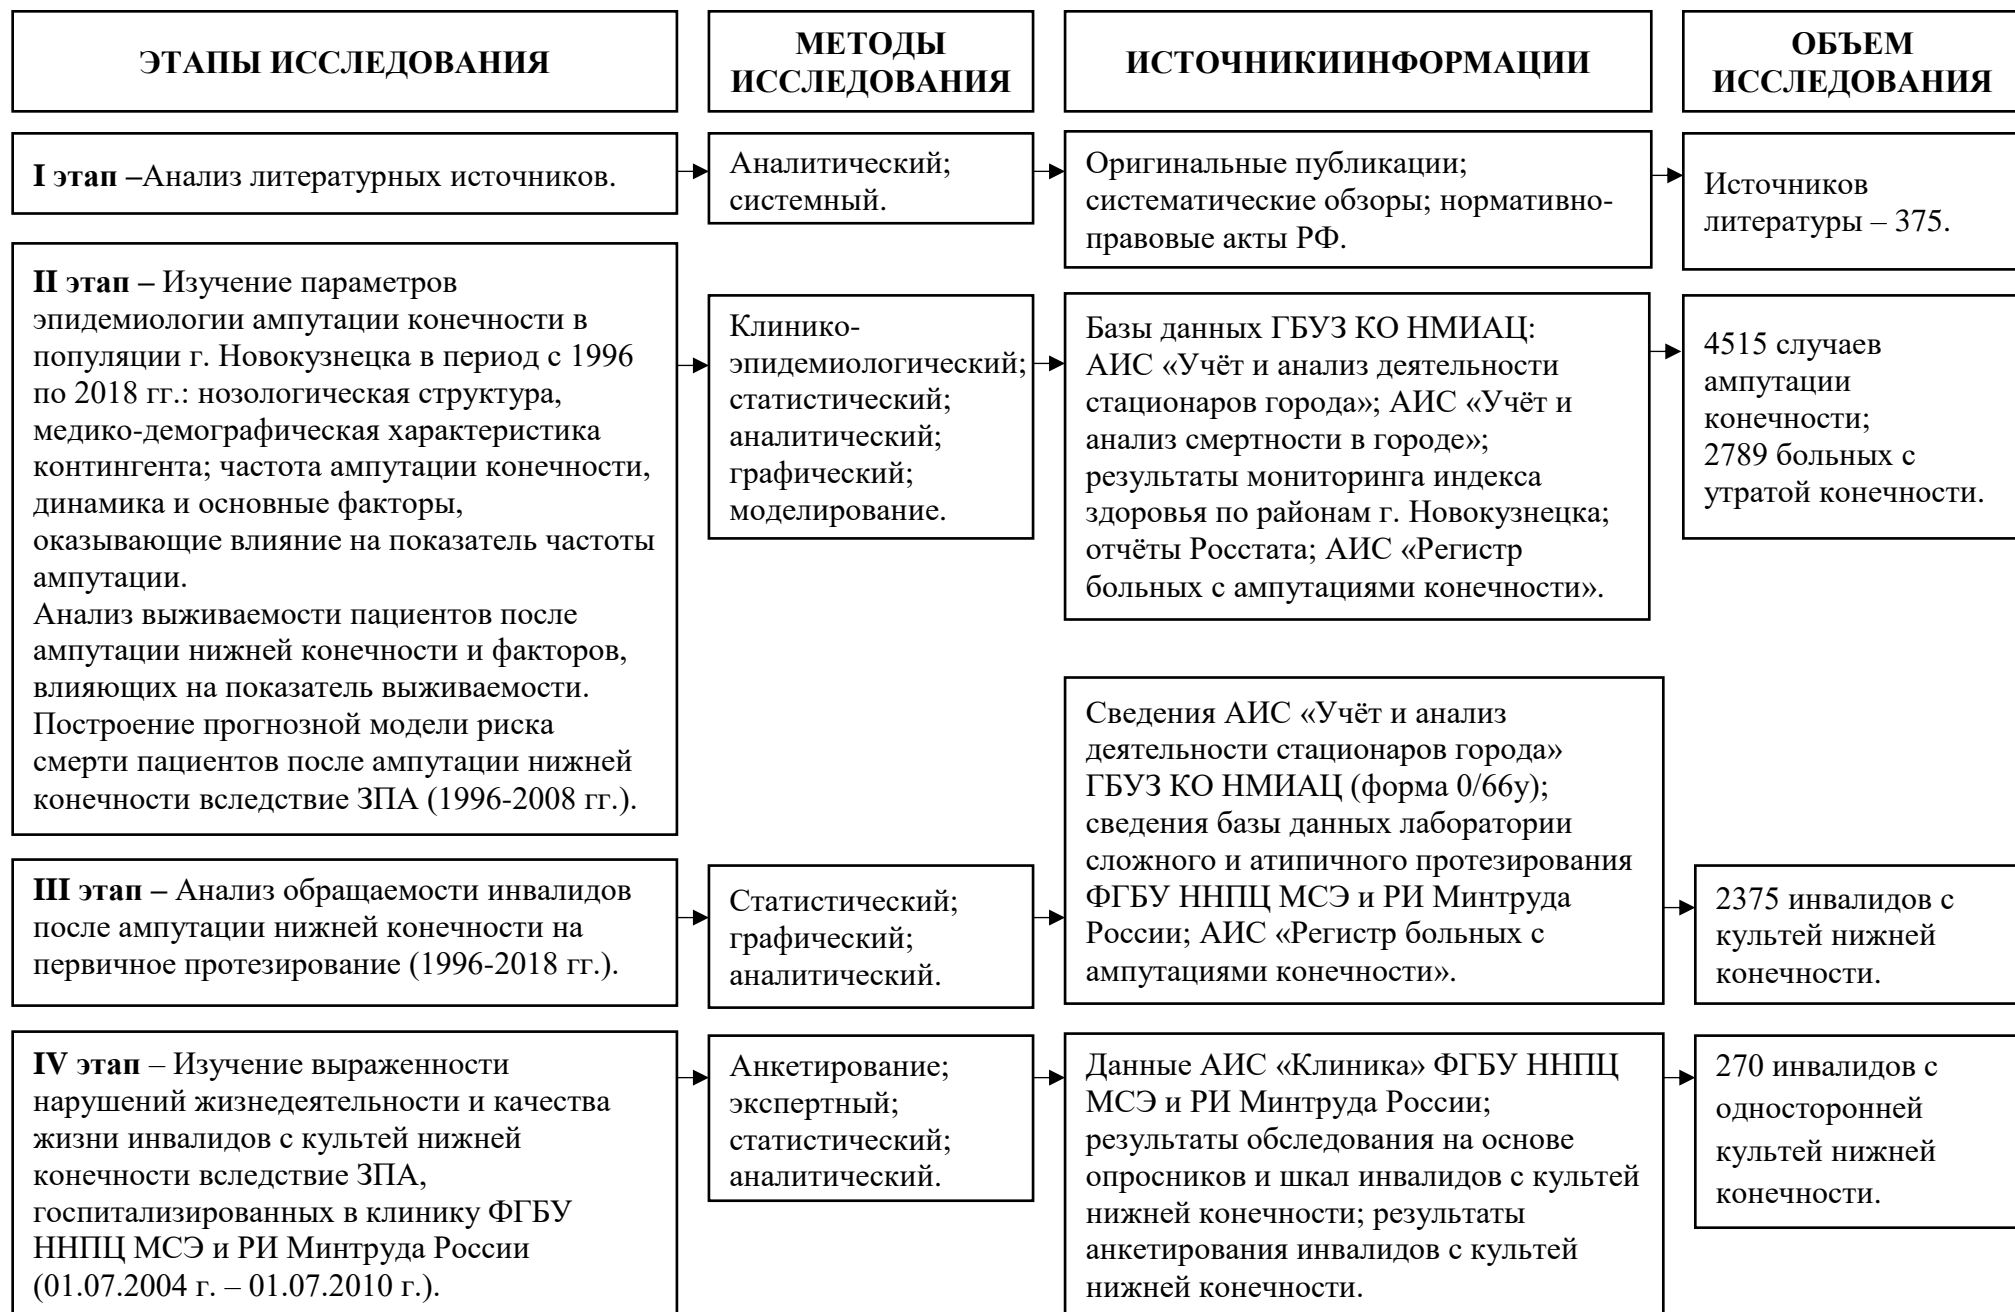 ЭТАПЫ ИССЛЕДОВАНИЯ
МЕТОДЫ
ИССЛЕДОВАНИЯ
ИСТОЧНИКИИНФОРМАЦИИ
ОБЪЕМ
ИССЛЕДОВАНИЯ
I этап –Анализ литературных источников.
Аналитический;
системный.
Оригинальные публикации;
систематические обзоры; нормативно-
правовые акты РФ.
Источников
литературы – 375.
II этап – Изучение параметров
эпидемиологии ампутации конечности в
популяции г. Новокузнецка в период с 1996
по 2018 гг.: нозологическая структура,
медико-демографическая характеристика
контингента; частота ампутации конечности,
динамика и основные факторы,
оказывающие влияние на показатель частоты
ампутации.
Анализ выживаемости пациентов после
ампутации нижней конечности и факторов,
влияющих на показатель выживаемости.
Построение прогнозной модели риска
смерти пациентов после ампутации нижней
конечности вследствие ЗПА (1996-2008 гг.).
Клинико-
эпидемиологический;
статистический;
аналитический;
графический;
моделирование.
Базы данных ГБУЗ КО НМИАЦ:
АИС «Учёт и анализ деятельности
стационаров города»; АИС «Учёт и
анализ смертности в городе»;
результаты мониторинга индекса
здоровья по районам г. Новокузнецка;
отчёты Росстата; АИС «Регистр
больных с ампутациями конечности».
4515 случаев
ампутации
конечности;
2789 больных с
утратой конечности.
III этап – Анализ обращаемости инвалидов
после ампутации нижней конечности на
первичное протезирование (1996-2018 гг.).
Статистический;
графический;
аналитический.
Сведения АИС «Учёт и анализ
деятельности стационаров города»
ГБУЗ КО НМИАЦ (форма 0/66у);
сведения базы данных лаборатории
сложного и атипичного протезирования
ФГБУ ННПЦ МСЭ и РИ Минтруда
России; АИС «Регистр больных с
ампутациями конечности».
2375 инвалидов с
культей нижней
конечности.
IV этап – Изучение выраженности
нарушений жизнедеятельности и качества
жизни инвалидов с культей нижней
конечности вследствие ЗПА,
госпитализированных в клинику ФГБУ
ННПЦ МСЭ и РИ Минтруда России
(01.07.2004 г. – 01.07.2010 г.).
Анкетирование;
экспертный;
статистический;
аналитический.
Данные АИС «Клиника» ФГБУ ННПЦ
МСЭ и РИ Минтруда России;
результаты обследования на основе
опросников и шкал инвалидов с культей
нижней конечности; результаты
анкетирования инвалидов с культей
нижней конечности.
270 инвалидов с
односторонней
культей нижней
конечности.